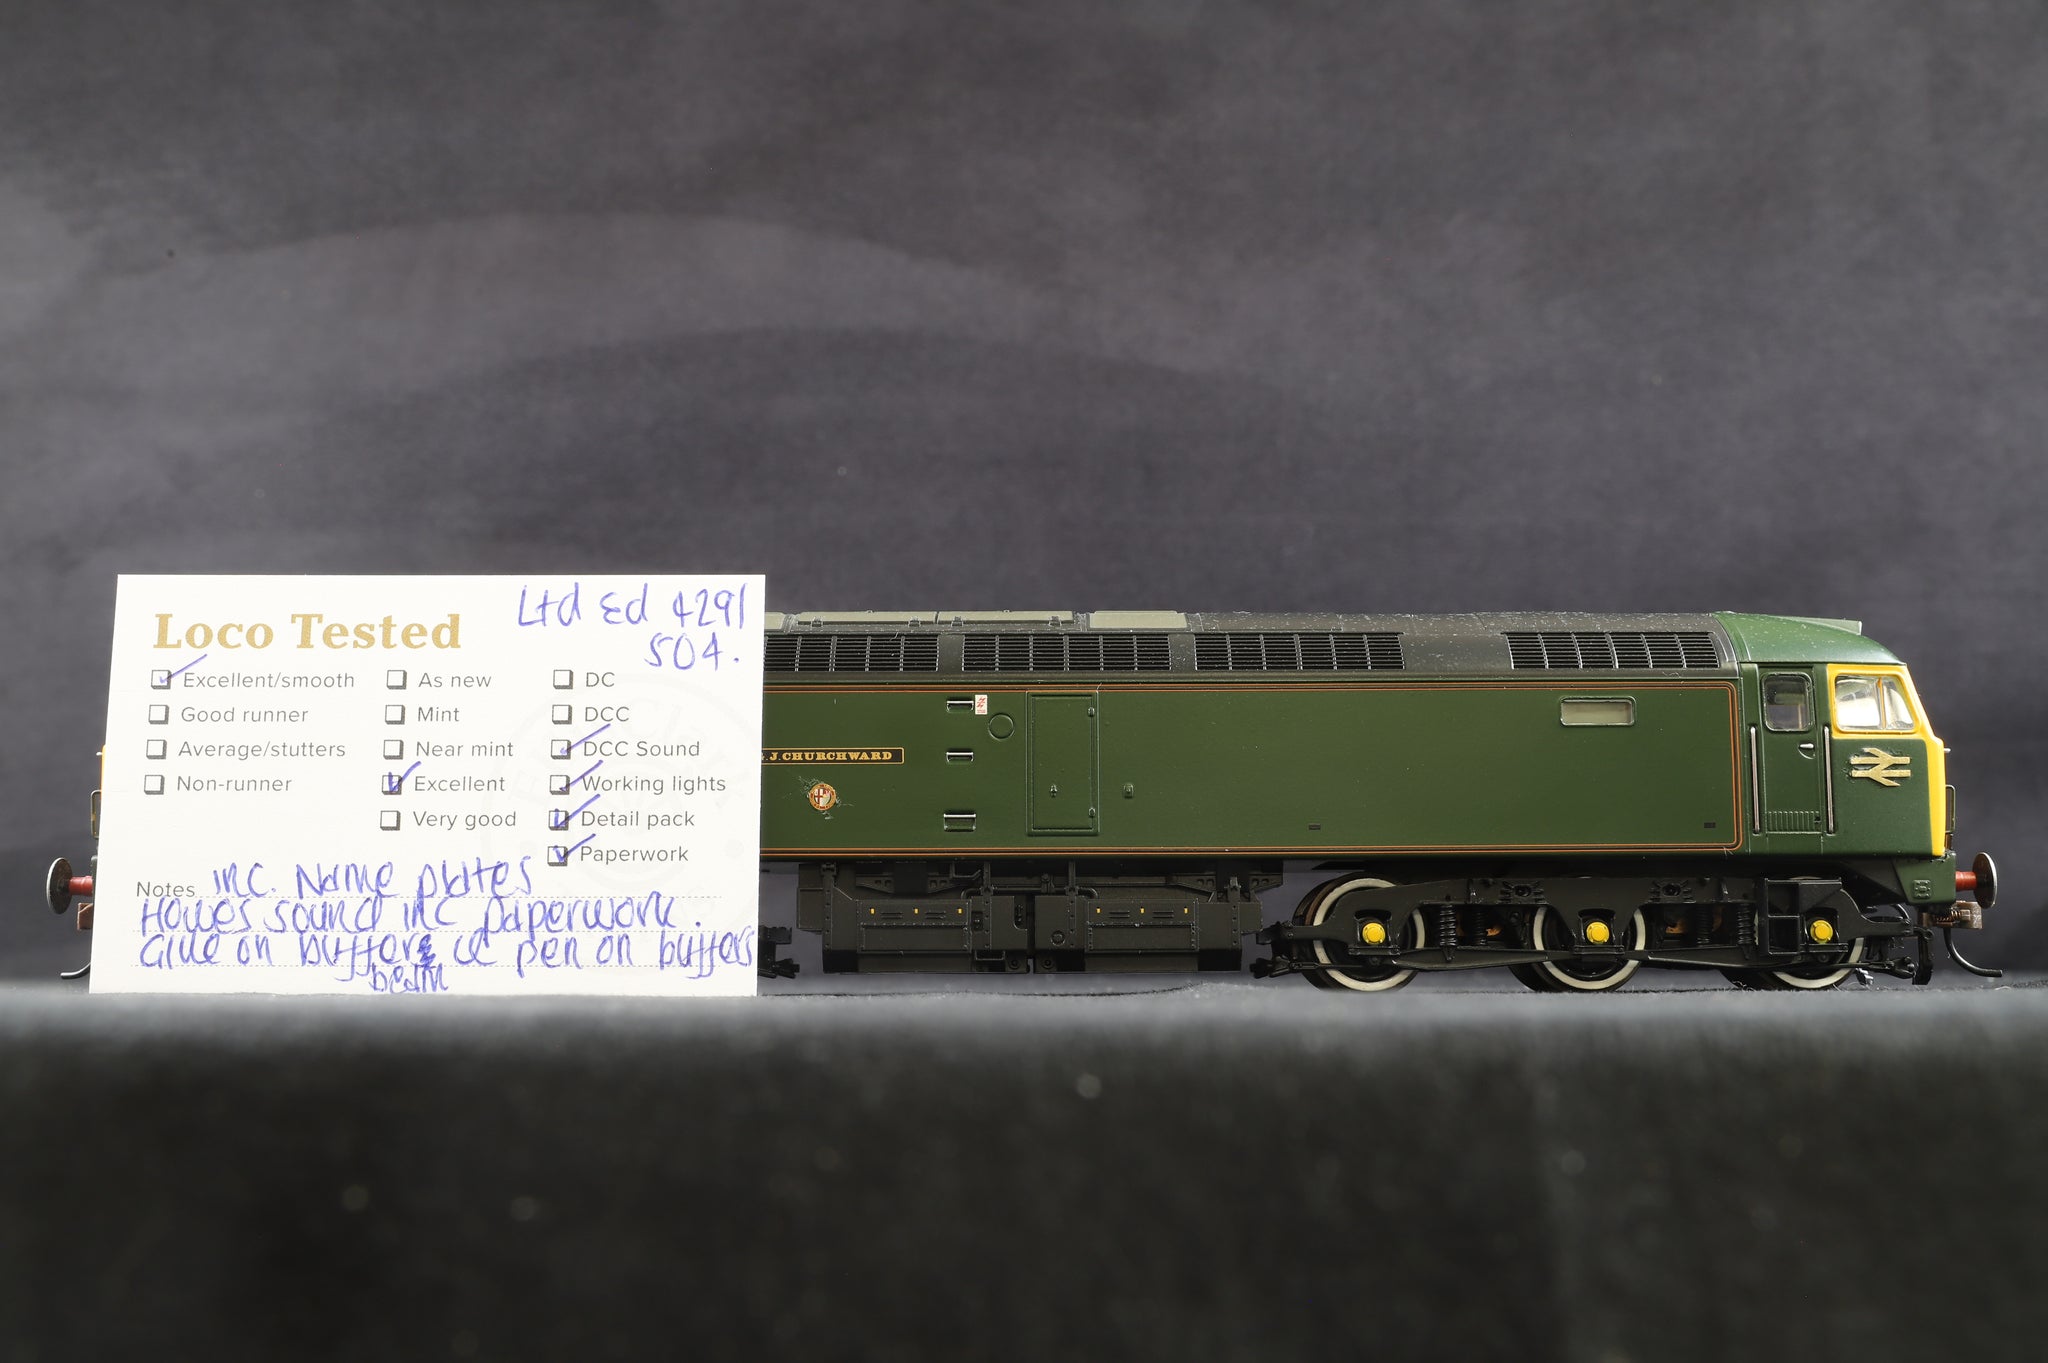 Loco Tested
Ltd Ed 429/
504.
Excellent/smooth
Good runner
Average/stutters
Non-runner
As new
Mint
Near mint
Excellent
Very good
DC
DCC
DCC Sound
Working lights
Detail pack
Paperwork
Notes inc. Name plates
Howes sound inc paperwork.
Glue on buffer & pen on buffers
beam
J.CHURCHWARD